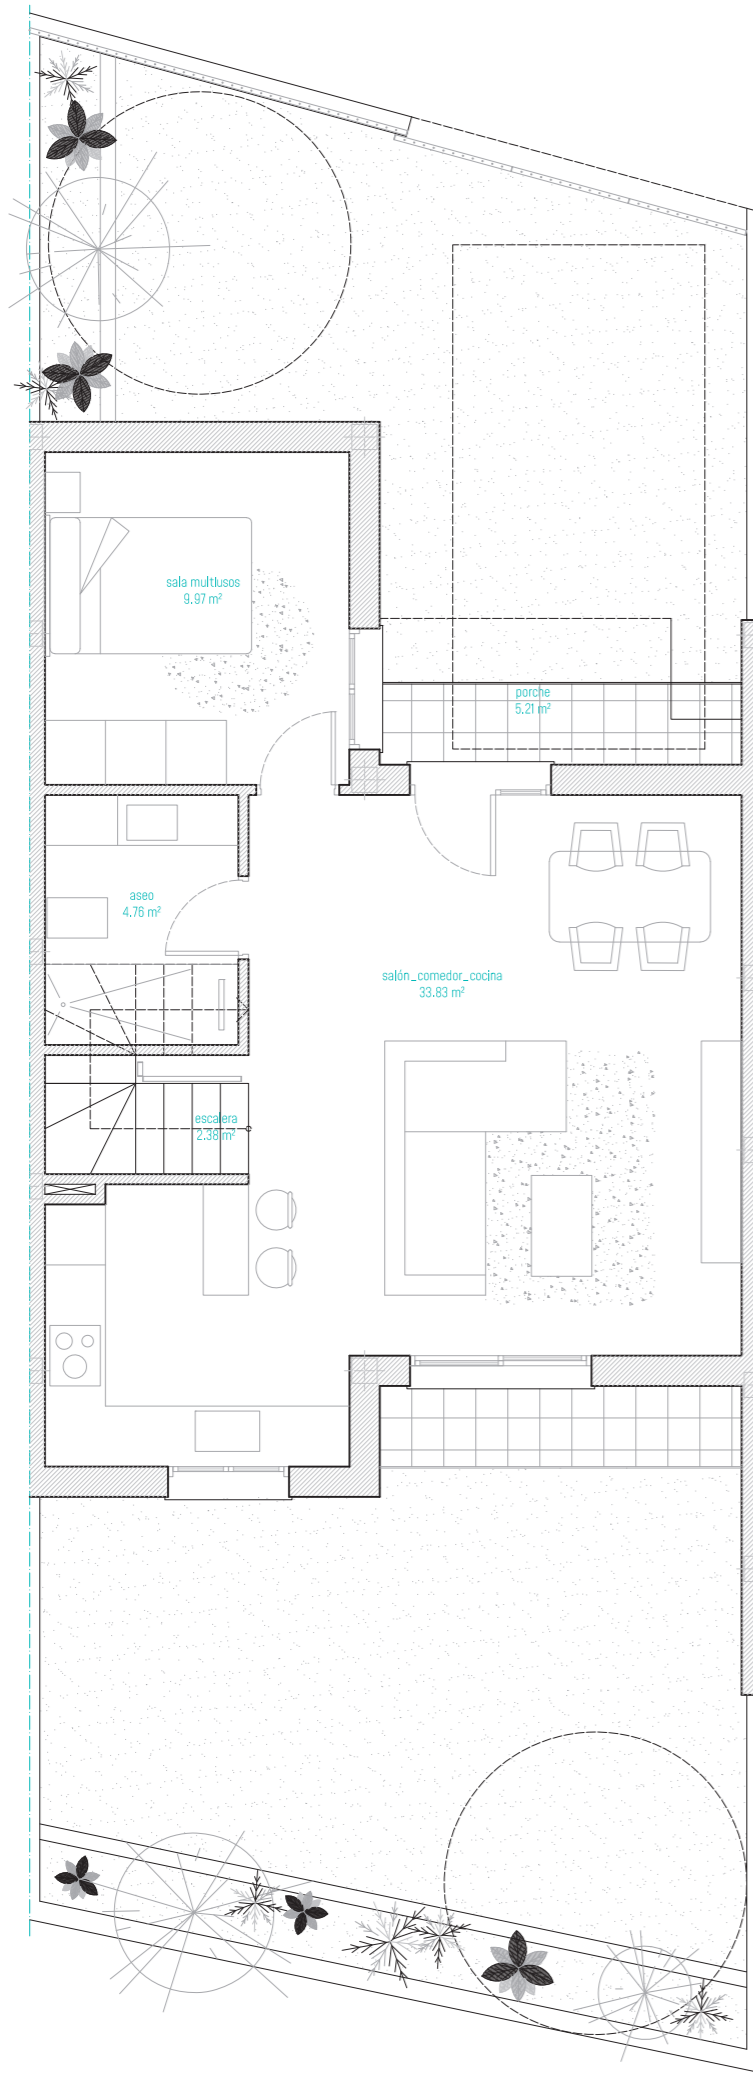 sala multiusos
9.97 m²
porche
5.21 m²
aseo
4.76 m²
salón_comedor_cocina
33.83 m²
escalera
2.38 m²